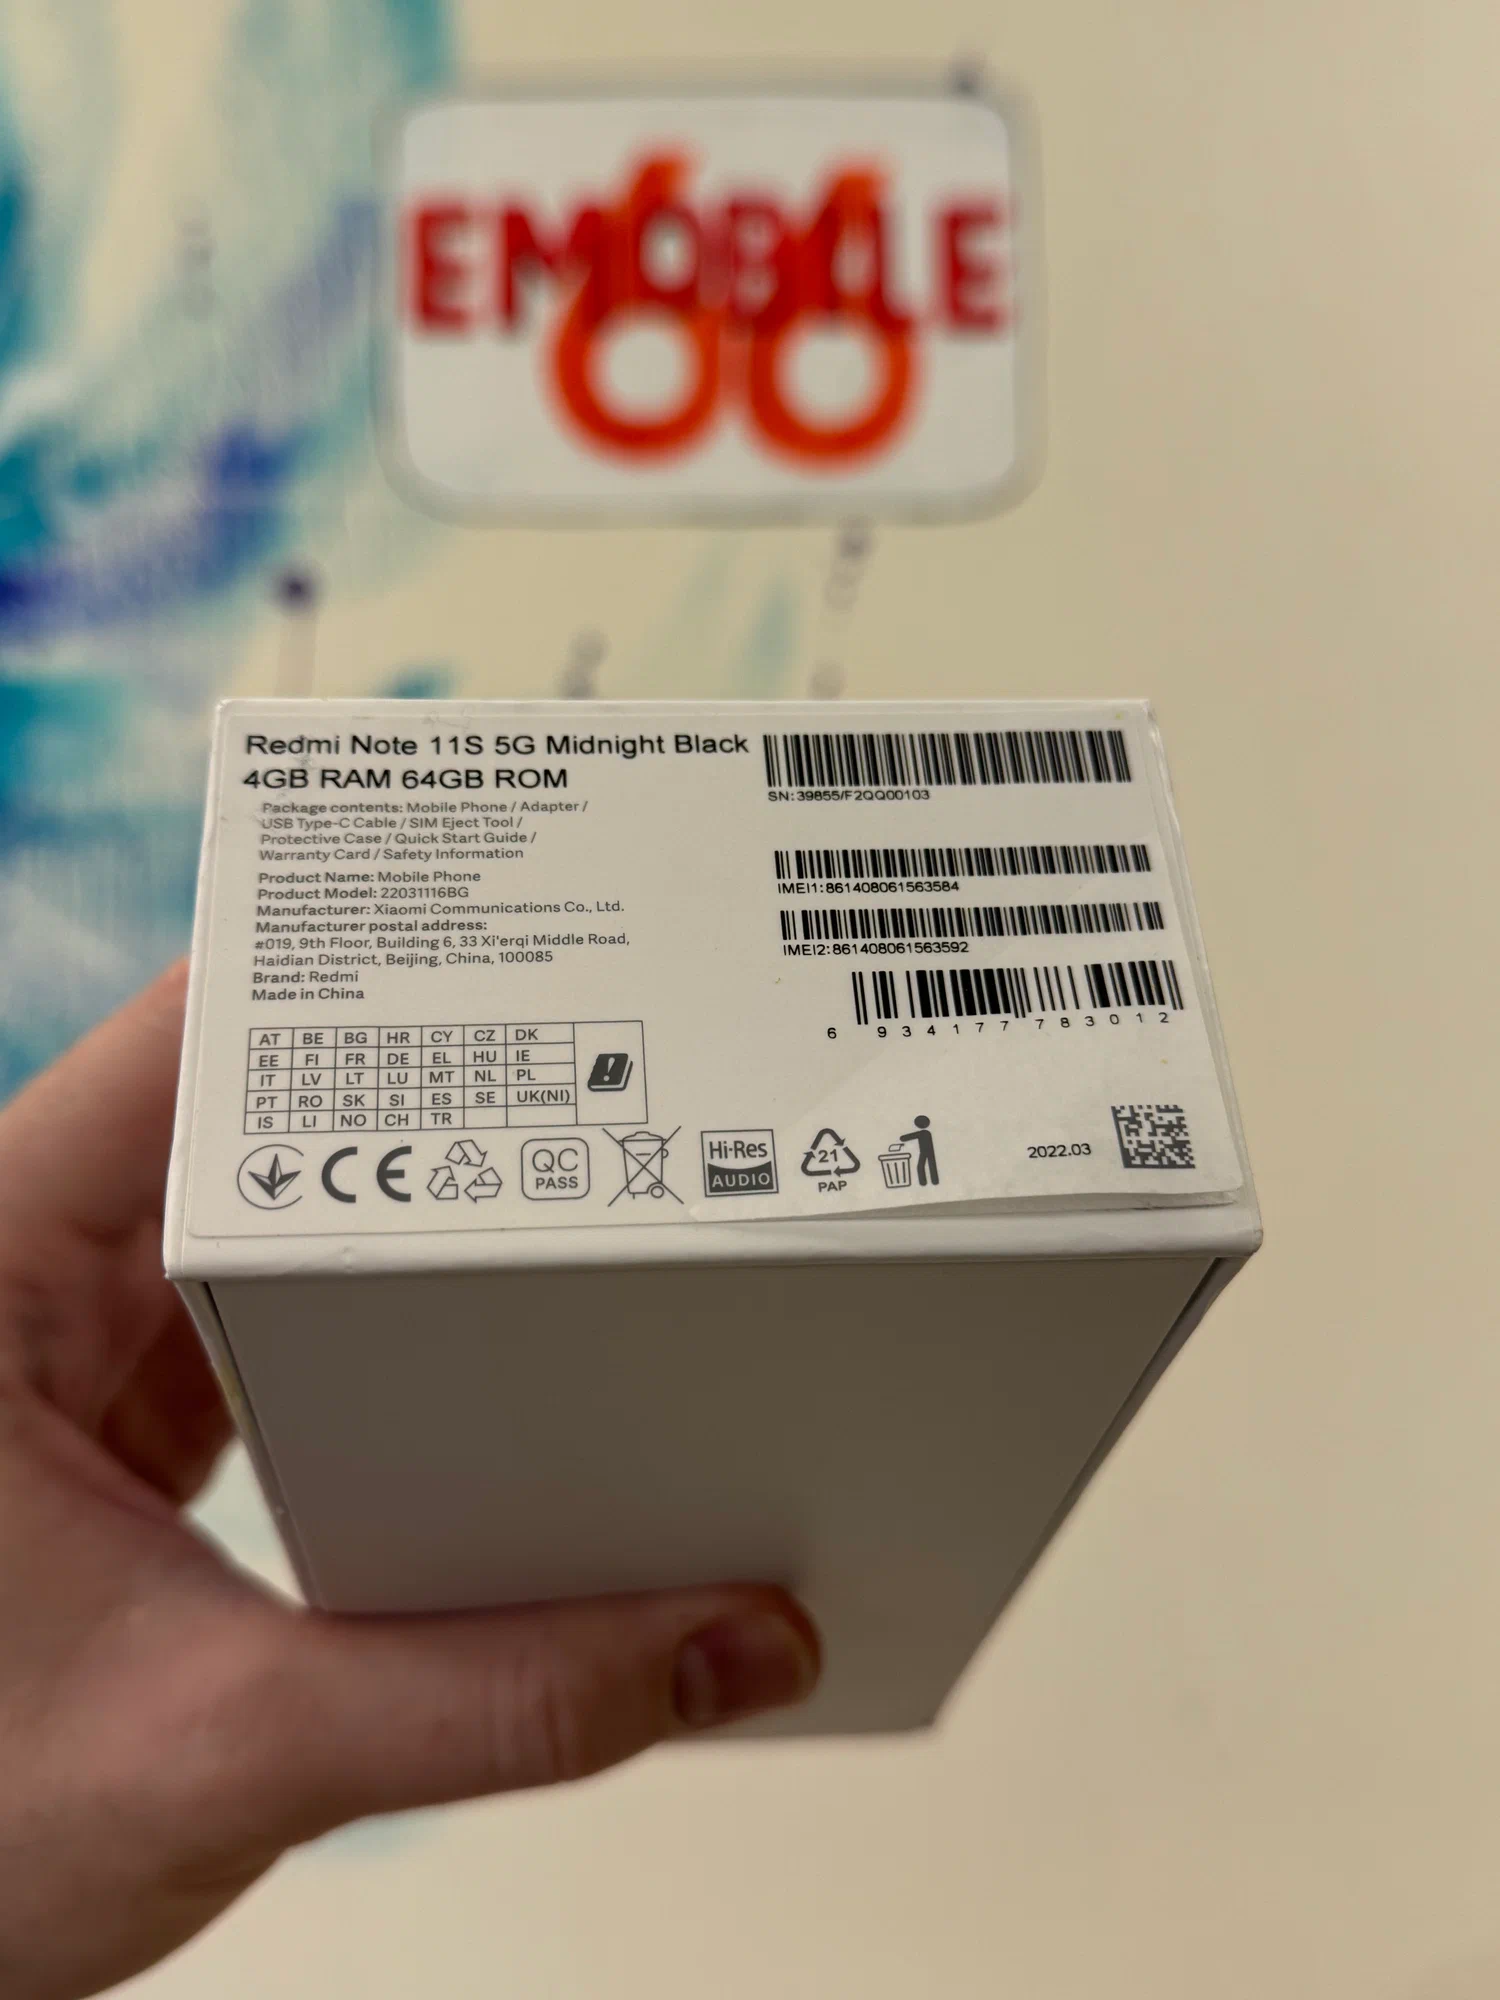 EMOBILE
66
Redmi Note 11S 5G Midnight Black
4GB RAM 64GB ROM
Package contents: Mobile Phone / Adapter /
USB Type-C Cable / SIM Eject Tool /
Protective Case / Quick Start Guide /
Warranty Card / Safety Information
Product Name: Mobile Phone
Product Model: 22031116BG
Manufacturer: Xiaomi Communications Co., Ltd.
Manufacturer postal address:
#019, 9th Floor, Building 6, 33 Xi'erqi Middle Road,
Haidian District, Beijing, China, 100085
Brand: Redmi
Made in China
SN:39855/F2QQ00103
IMEI1:861408061563584
IMEI2:861408061563592
6 934177 783012
AT BE BG HR CY CZ DK
EE FI FR DE EL HU IE
IT LV LT LU MT NL PL
PT RO SK SI ES SE UK(NI)
IS LI NO CH TR
CE
QC
PASS
Hi-Res
AUDIO
21
PAP
2022.03